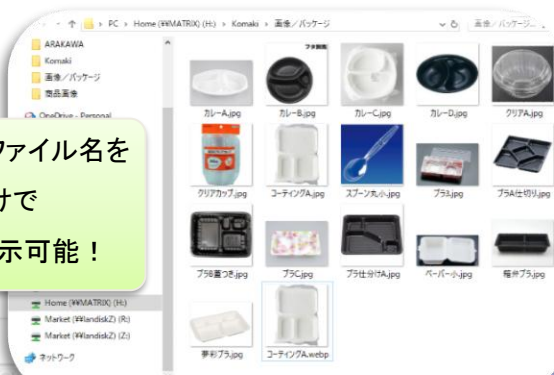 PC > Home (¥¥MATRIX) (H:) > Komaki > 画像／パッケージ
画像／パッケージ...
ARAKAWA
Komaki
画像／パッケージ
商品画像
OneDrive - Personal
ファイル名を
けで
示可能！
Home (¥¥MATRIX) (H:)
Market (¥¥landiskZ) (R:)
Market (¥¥landiskZ) (Z:)
ネットワーク
カレーA.jpg
カレーB.jpg
カレーC.jpg
カレーD.jpg
クリアA.jpg
クリアカップ.jpg
コーティングA.jpg
スプーン丸小.jpg
プラ3.jpg
プラA仕切り.jpg
プラB蓋つき.jpg
プラC.jpg
プラ仕分けA.jpg
ペーパー小.jpg
幕弁プラ.jpg
夢彩プラ.jpg
コーティングA.webp